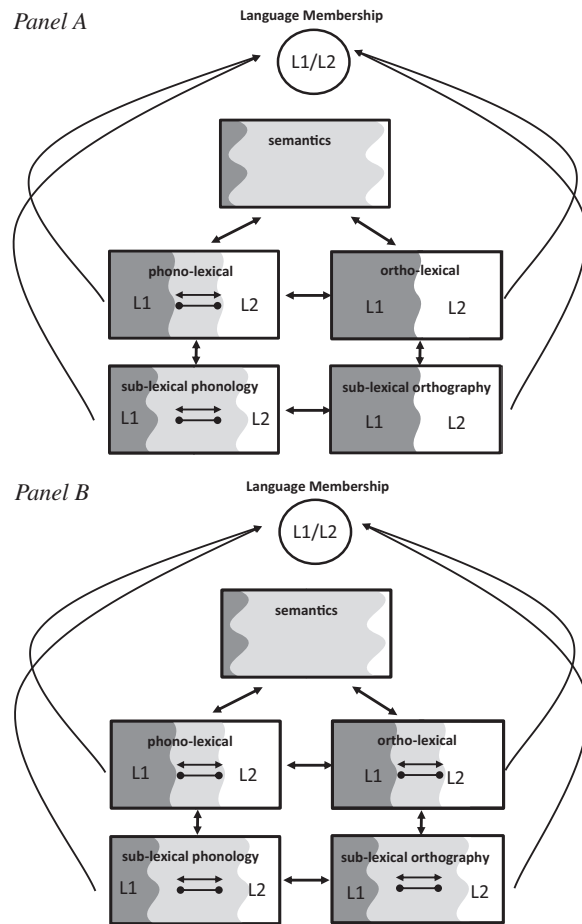 Panel A
Language Membership
L1/L2
semantics
phono-lexical
L1 L2
ortho-lexical
L1 L2
sub-lexical phonology
L1 L2
sub-lexical orthography
L1 L2
Panel B
Language Membership
L1/L2
semantics
phono-lexical
L1 L2
ortho-lexical
L1 L2
sub-lexical phonology
L1 L2
sub-lexical orthography
L1 L2